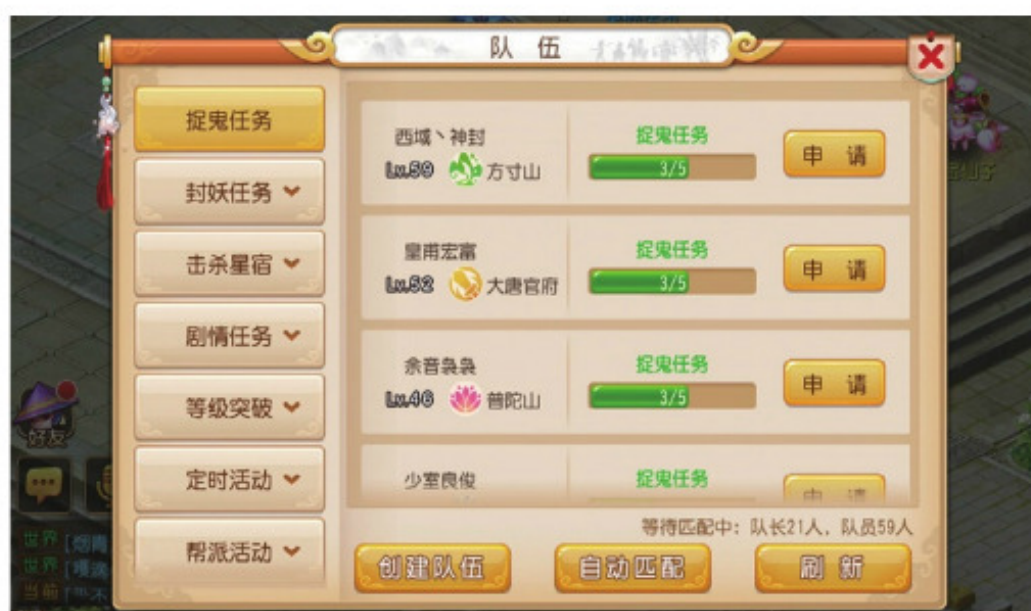 队 伍
捉鬼任务
封妖任务
击杀星宿
剧情任务
等级突破
定时活动
帮派活动
西域丶神封
Lv.59 方寸山
捉鬼任务
3/5
申 请
皇甫宏富
Lv.52 大唐官府
捉鬼任务
3/5
申 请
余音袅袅
Lv.46 普陀山
捉鬼任务
3/5
申 请
少室良俊
捉鬼任务
申 请
等待匹配中：队长21人，队员59人
创建队伍
自动匹配
刷 新
好友
世界
世界
当前